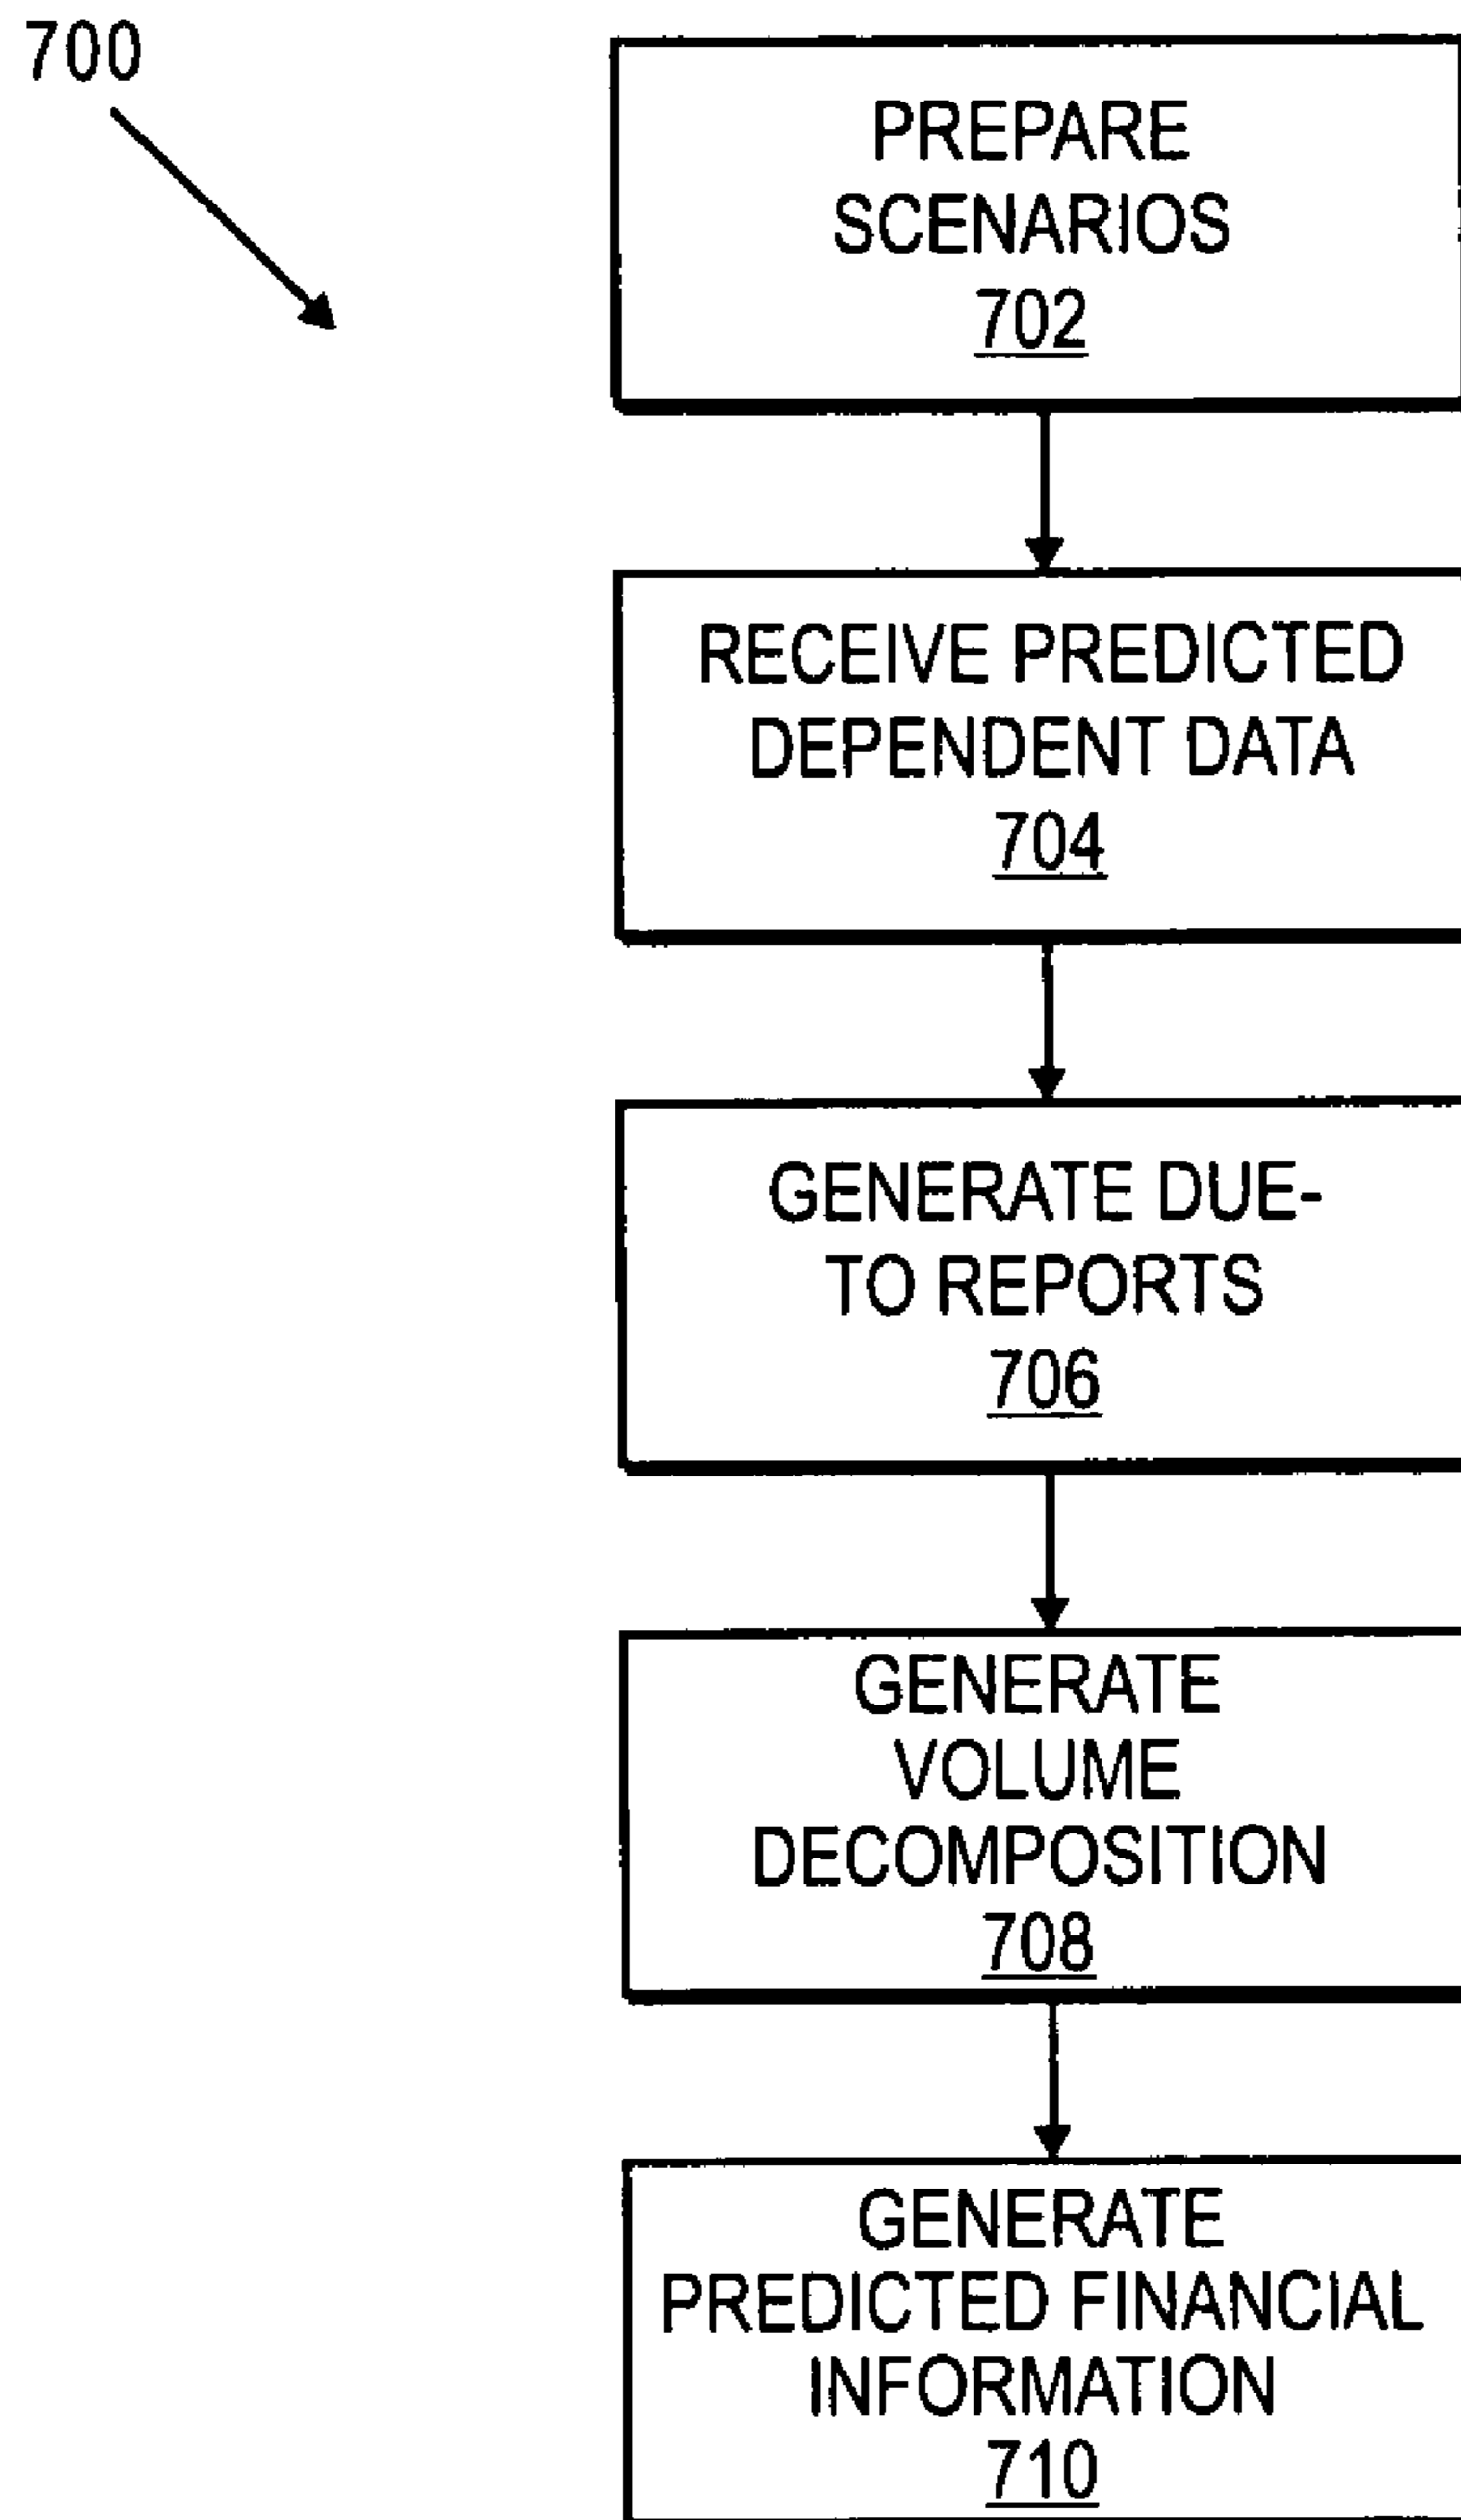 700
PREPARE
SCENARIOS
702
RECEIVE PREDICTED
DEPENDENT DATA
704
GENERATE DUE-
TO REPORTS
706
GENERATE
VOLUME
DECOMPOSITION
708
GENERATE
PREDICTED FINANCIAL
INFORMATION
710